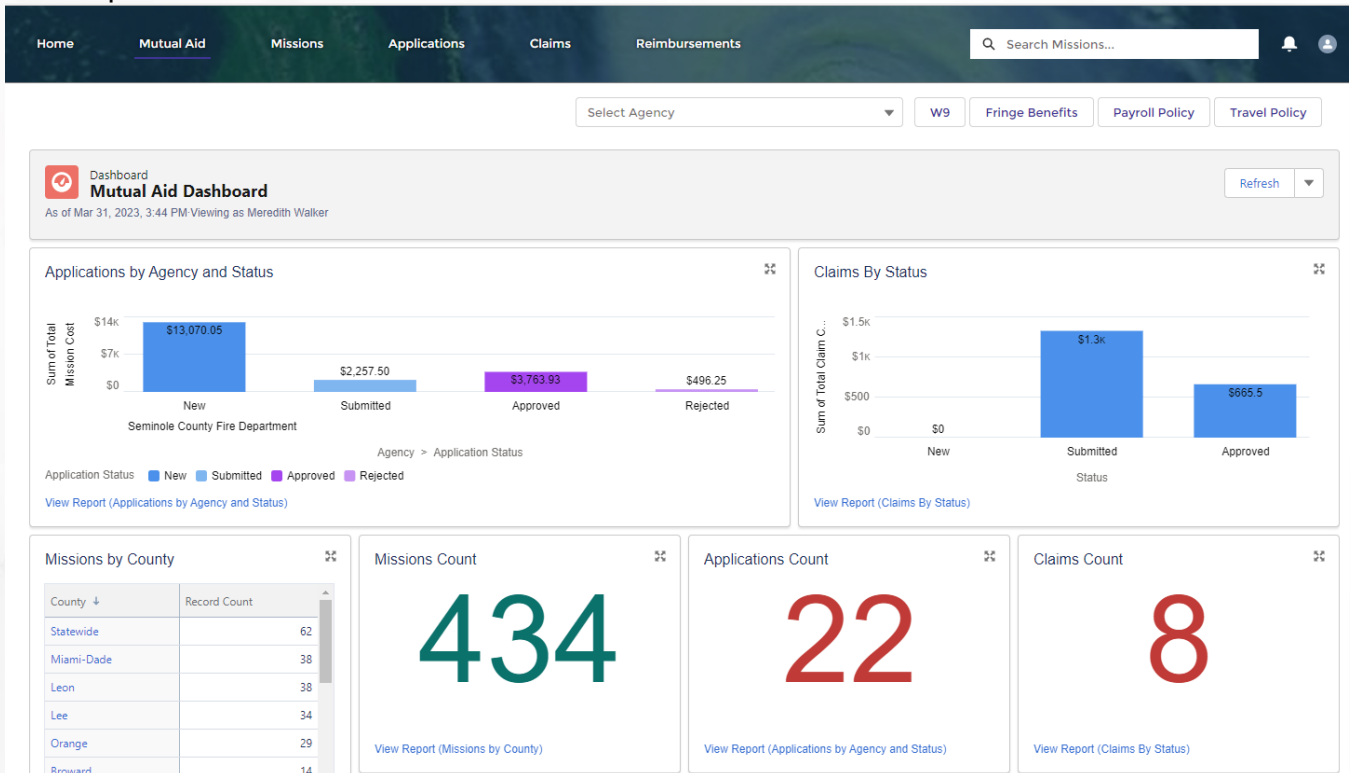 Home Mutual Aid Missions Applications Claims Reimbursements Search Missions...
Select Agency W9 Fringe Benefits Payroll Policy Travel Policy
Dashboard
Mutual Aid Dashboard
As of Mar 31, 2023, 3:44 PM·Viewing as Meredith Walker
Refresh
Applications by Agency and Status
Sum of Total
Mission Cost
$14K
$7K
$0
$13,070.05
$2,257.50
$3,763.93
$496.25
New Submitted Approved Rejected
Seminole County Fire Department
Agency > Application Status
Application Status New Submitted Approved Rejected
View Report (Applications by Agency and Status)
Claims By Status
Sum of Total Claim C...
$1.5K
$1K
$500
$0
$0
$1.3K
$665.5
New Submitted Approved
Status
View Report (Claims By Status)
Missions by County
County ↓ Record Count
Statewide 62
Miami-Dade 38
Leon 38
Lee 34
Orange 29
Broward 14
Missions Count
434
View Report (Missions by County)
Applications Count
22
View Report (Applications by Agency and Status)
Claims Count
8
View Report (Claims By Status)